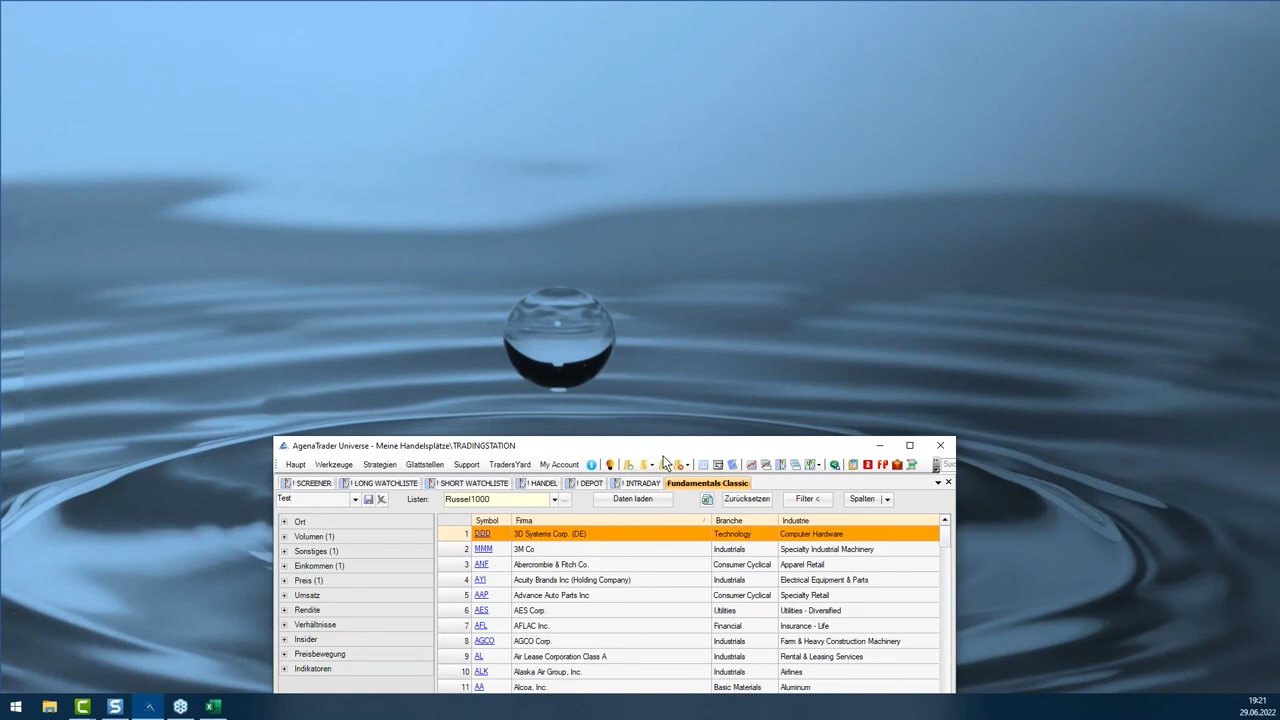 AgenaTrader Universe - Meine Handelsplätze\TRADINGSTATION
Haupt Werkzeuge Strategien Glattstellen Support TradersYard My Account
! SCREENER ! LONG WATCHLISTE ! SHORT WATCHLISTE ! HANDEL ! DEPOT ! INTRADAY Fundamentals Classic
Test Listen: Russel1000 ... Daten laden Zurücksetzen Filter < Spalten
Symbol Firma Branche Industrie
Ort
Volumen (1)
Sonstiges (1)
Einkommen (1)
Preis (1)
Umsatz
Rendite
Verhältnisse
Insider
Preisbewegung
Indikatoren
1 DDD 3D Systems Corp. (DE) Technology Computer Hardware
2 MMM 3M Co Industrials Specialty Industrial Machinery
3 ANF Abercrombie & Fitch Co. Consumer Cyclical Apparel Retail
4 AYI Acuity Brands Inc (Holding Company) Industrials Electrical Equipment & Parts
5 AAP Advance Auto Parts Inc Consumer Cyclical Specialty Retail
6 AES AES Corp. Utilities Utilities - Diversified
7 AFL AFLAC Inc. Financial Insurance - Life
8 AGCO AGCO Corp. Industrials Farm & Heavy Construction Machinery
9 AL Air Lease Corporation Class A Industrials Rental & Leasing Services
10 ALK Alaska Air Group, Inc. Industrials Airlines
11 AA Alcoa, Inc. Basic Materials Aluminum
19:21
29.06.2022